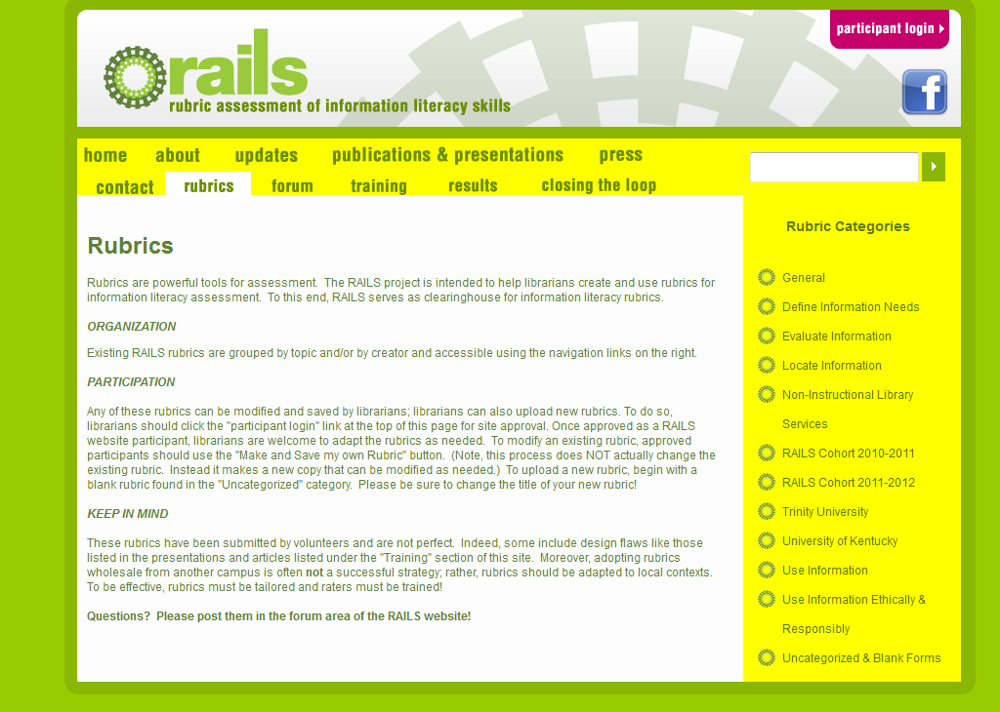 participant login
rails
rubric assessment of information literacy skills
f
home about updates publications & presentations press
contact rubrics forum training results closing the loop
Rubrics
Rubrics are powerful tools for assessment. The RAILS project is intended to help librarians create and use rubrics for
information literacy assessment. To this end, RAILS serves as clearinghouse for information literacy rubrics.
ORGANIZATION
Existing RAILS rubrics are grouped by topic and/or by creator and accessible using the navigation links on the right.
PARTICIPATION
Any of these rubrics can be modified and saved by librarians; librarians can also upload new rubrics. To do so,
librarians should click the "participant login" link at the top of this page for site approval. Once approved as a RAILS
website participant, librarians are welcome to adapt the rubrics as needed. To modify an existing rubric, approved
participants should use the "Make and Save my own Rubric" button. (Note, this process does NOT actually change the
existing rubric. Instead it makes a new copy that can be modified as needed.) To upload a new rubric, begin with a
blank rubric found in the "Uncategorized" category. Please be sure to change the title of your new rubric!
KEEP IN MIND
These rubrics have been submitted by volunteers and are not perfect. Indeed, some include design flaws like those
listed in the presentations and articles listed under the "Training" section of this site. Moreover, adopting rubrics
wholesale from another campus is often not a successful strategy; rather, rubrics should be adapted to local contexts.
To be effective, rubrics must be tailored and raters must be trained!
Questions? Please post them in the forum area of the RAILS website!
Rubric Categories
General
Define Information Needs
Evaluate Information
Locate Information
Non-Instructional Library
Services
RAILS Cohort 2010-2011
RAILS Cohort 2011-2012
Trinity University
University of Kentucky
Use Information
Use Information Ethically &
Responsibly
Uncategorized & Blank Forms